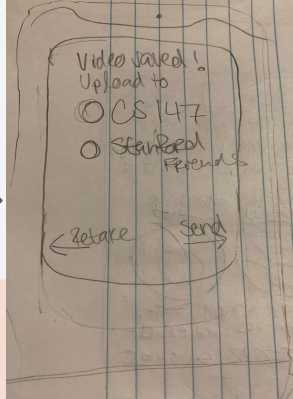 Video saved!
Upload to
CS 147
Stanford
Friends
Retake Send